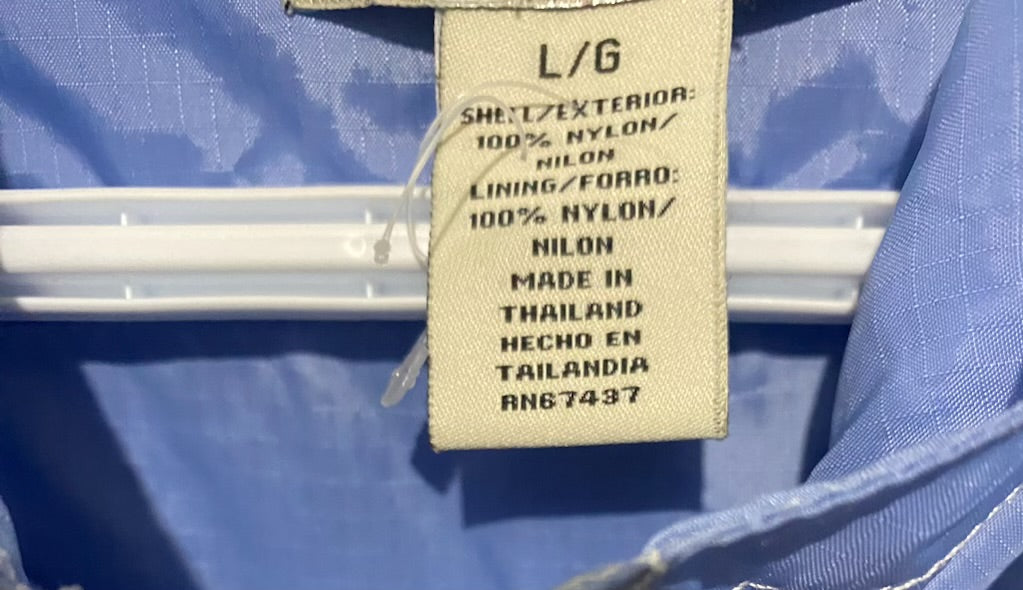 L/G
SHELL/EXTERIOR:
100% NYLON/
NILON
LINING/FORRO:
100% NYLON/
NILON
MADE IN
THAILAND
HECHO EN
TAILANDIA
RN67437